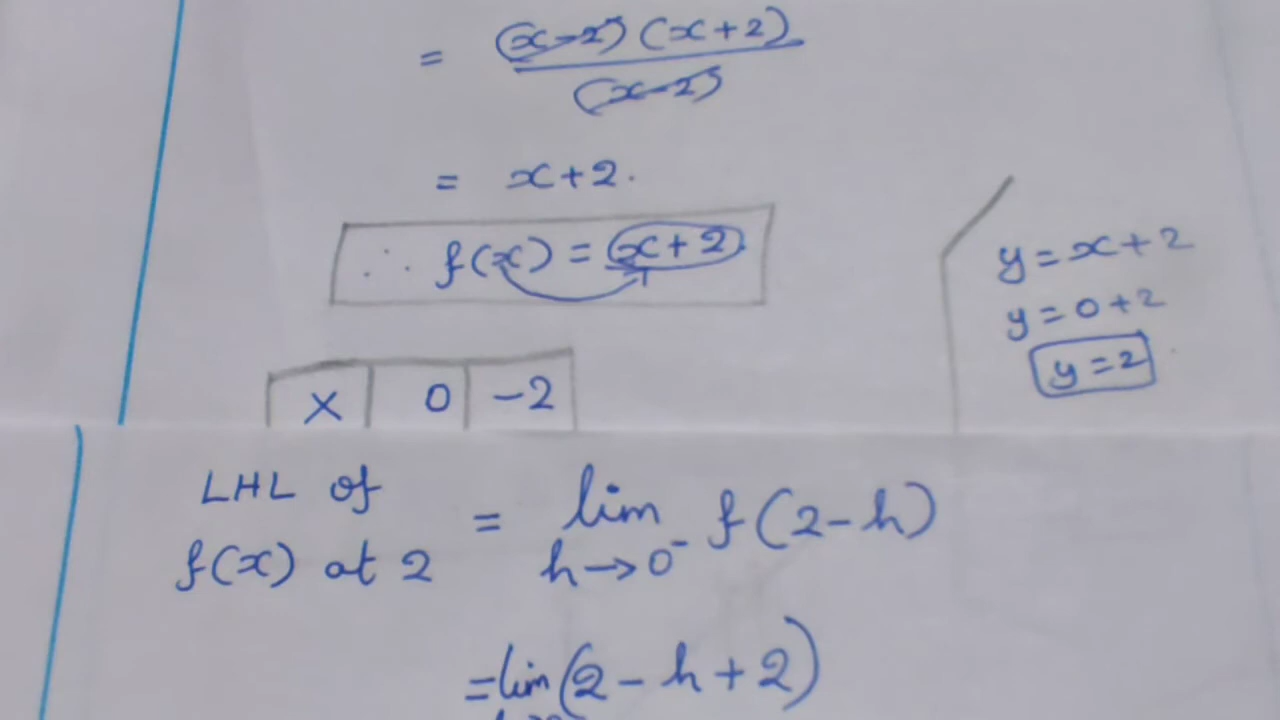 = (x-2)(x+2)
(x-2)
= x+2.
∴ f(x) = x+2
y = x+2
y = 0+2
y = 2
x 0 -2
LHL of
f(x) at 2 = lim f(2-h)
h→0⁻
= lim (2-h+2)